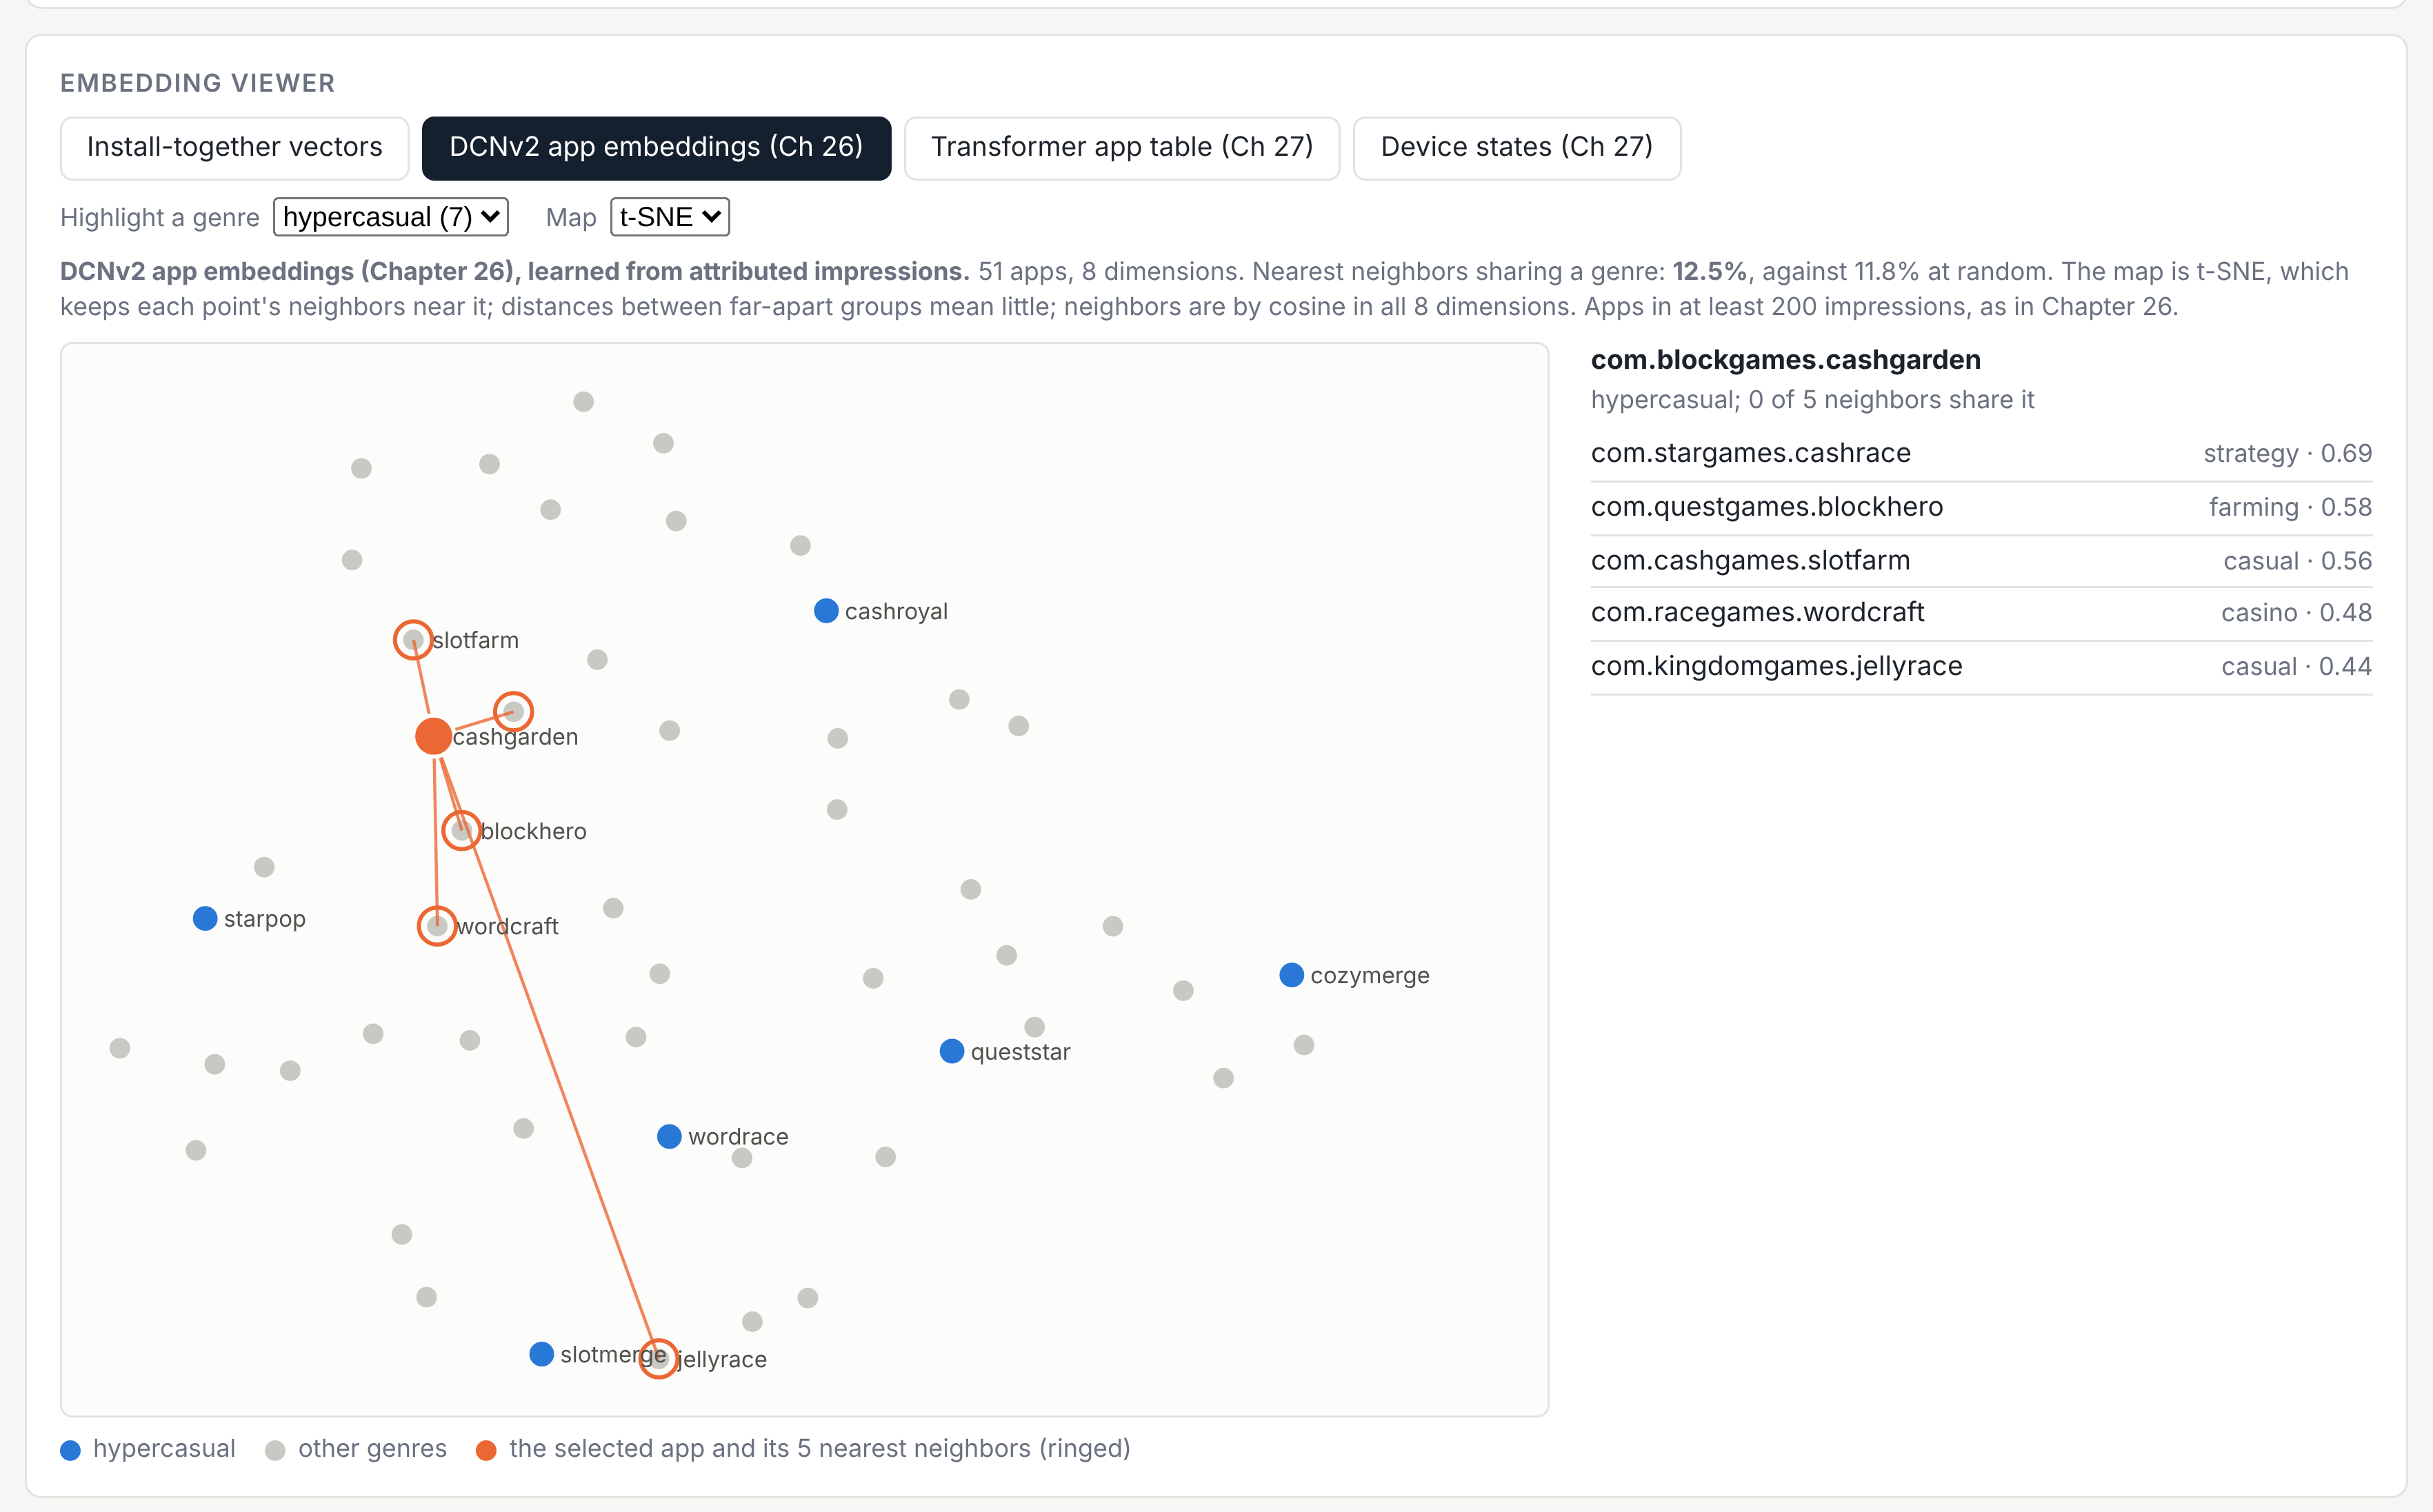 EMBEDDING VIEWER
Install-together vectors
DCNv2 app embeddings (Ch 26)
Transformer app table (Ch 27)
Device states (Ch 27)
Highlight a genre hypercasual (7) Map t-SNE
DCNv2 app embeddings (Chapter 26), learned from attributed impressions. 51 apps, 8 dimensions. Nearest neighbors sharing a genre: 12.5%, against 11.8% at random. The map is t-SNE, which
keeps each point's neighbors near it; distances between far-apart groups mean little; neighbors are by cosine in all 8 dimensions. Apps in at least 200 impressions, as in Chapter 26.
cashroyal
slotfarm
cashgarden
blockhero
starpop
wordcraft
cozymerge
queststar
wordrace
slotmerge
jellyrace
com.blockgames.cashgarden
hypercasual; 0 of 5 neighbors share it
com.stargames.cashrace strategy · 0.69
com.questgames.blockhero farming · 0.58
com.cashgames.slotfarm casual · 0.56
com.racegames.wordcraft casino · 0.48
com.kingdomgames.jellyrace casual · 0.44
hypercasual
other genres
the selected app and its 5 nearest neighbors (ringed)